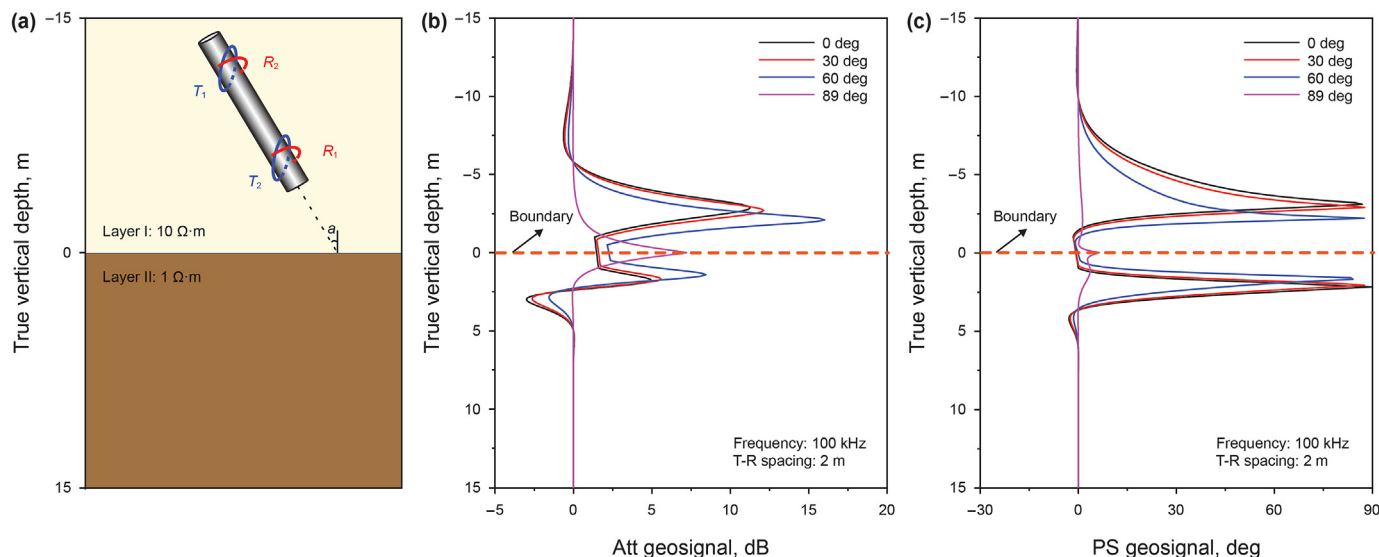 (a)
−15
−10
−5
0
5
10
15
True vertical depth, m
T1
R2
T2
R1
a
Layer I: 10 Ω·m
Layer II: 1 Ω·m
(b)
−15
−10
−5
0
5
10
15
True vertical depth, m
0 deg
30 deg
60 deg
89 deg
Boundary
Frequency: 100 kHz
T-R spacing: 2 m
−5 0 5 10 15 20
Att geosignal, dB
(c)
−15
−10
−5
0
5
10
15
True vertical depth, m
0 deg
30 deg
60 deg
89 deg
Boundary
Frequency: 100 kHz
T-R spacing: 2 m
−30 0 30 60 90
PS geosignal, deg